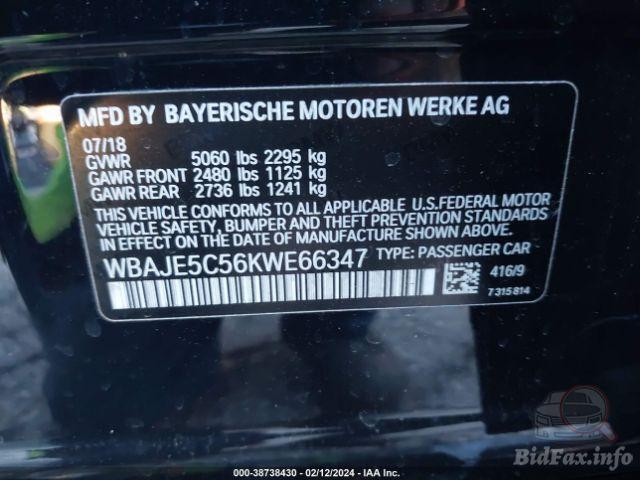 MFD BY BAYERISCHE MOTOREN WERKE AG
07/18
GVWR 5060 lbs 2295 kg
GAWR FRONT 2480 lbs 1125 kg
GAWR REAR 2736 lbs 1241 kg
THIS VEHICLE CONFORMS TO ALL APPLICABLE U.S.FEDERAL MOTOR
VEHICLE SAFETY, BUMPER AND THEFT PREVENTION STANDARDS
IN EFFECT ON THE DATE OF MANUFACTURE SHOWN ABOVE.
WBAJE5C56KWE66347 TYPE: PASSENGER CAR
416/9
7315814
BidFax.info
000-38738430 - 02/12/2024 - IAA Inc.